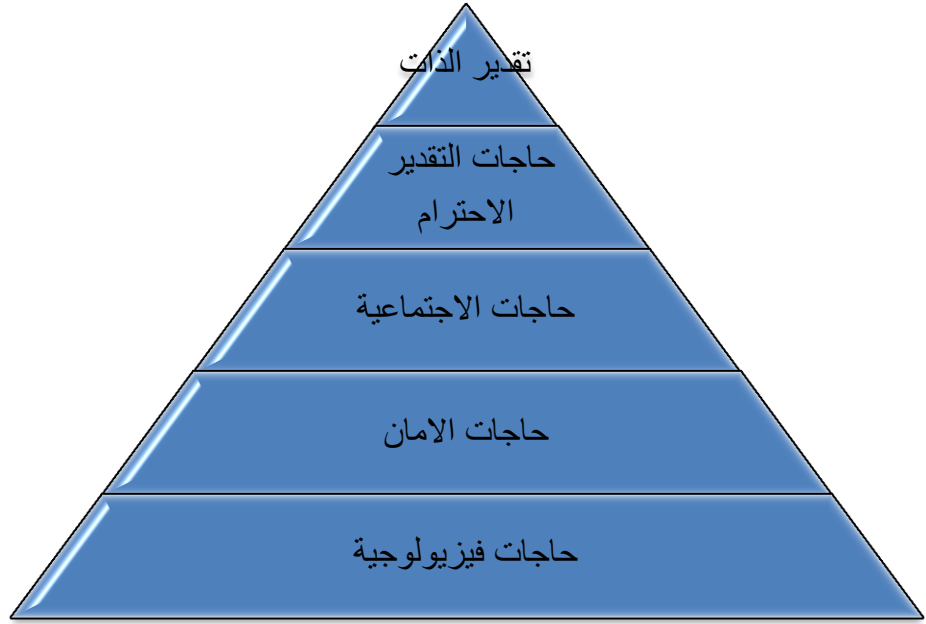 تقدير الذات
حاجات التقدير
الاحترام
حاجات الاجتماعية
حاجات الامان
حاجات فيزيولوجية